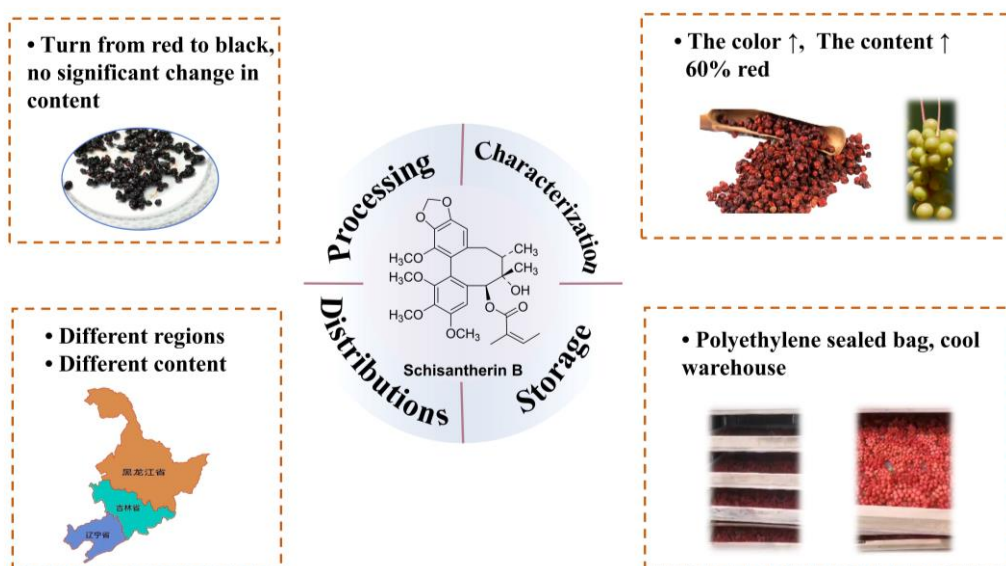 • Turn from red to black,
no significant change in
content
• The color ↑, The content ↑
60% red
Processing
Characterization
Distributions
Storage
O
O
H₃CO
CH₃
CH₃
H₃CO
OH
H₃CO
O
O
OCH₃
Schisantherin B
• Different regions
• Different content
黑龙江省
吉林省
辽宁省
• Polyethylene sealed bag, cool
warehouse